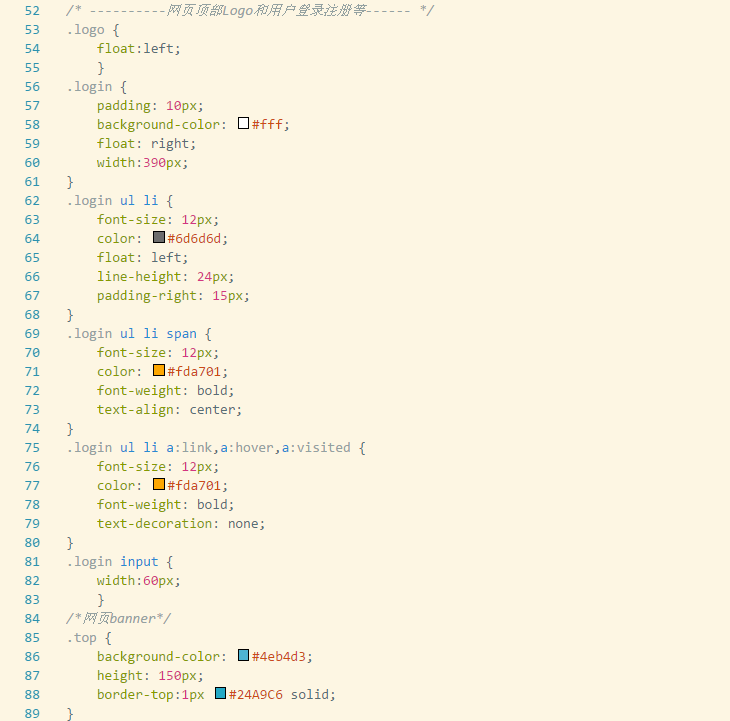 52 /* ----------网页顶部Logo和用户登录注册等------ */
53 .logo {
54     float:left;
55     }
56 .login {
57     padding: 10px;
58     background-color: #fff;
59     float: right;
60     width:390px;
61 }
62 .login ul li {
63     font-size: 12px;
64     color: #6d6d6d;
65     float: left;
66     line-height: 24px;
67     padding-right: 15px;
68 }
69 .login ul li span {
70     font-size: 12px;
71     color: #fda701;
72     font-weight: bold;
73     text-align: center;
74 }
75 .login ul li a:link,a:hover,a:visited {
76     font-size: 12px;
77     color: #fda701;
78     font-weight: bold;
79     text-decoration: none;
80 }
81 .login input {
82     width:60px;
83     }
84 /*网页banner*/
85 .top {
86     background-color: #4eb4d3;
87     height: 150px;
88     border-top:1px #24A9C6 solid;
89 }